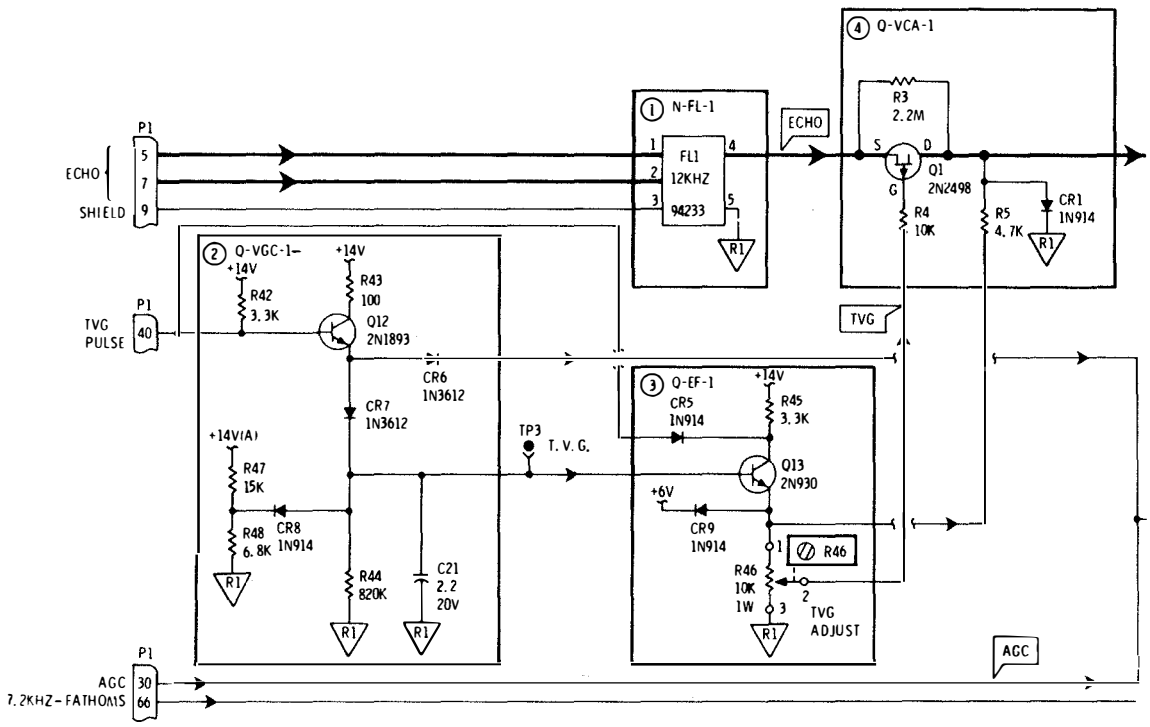 4 Q-VCA-1
R3
2.2M
1 N-FL-1
ECHO
P1
5
7
9
ECHO
SHIELD
1
2
3
FL1
12KHZ
94233
4
5
R1
S
D
G
Q1
2N2498
R4
10K
R5
4.7K
CR1
1N914
R1
2 Q-VGC-1-
+14V
+14V
R42
3.3K
R43
100
P1
TVG
PULSE
40
Q12
2N1893
TVG
CR6
1N3612
CR7
1N3612
3 Q-EF-1
+14V
CR5
1N914
R45
3.3K
+14V(A)
TP3
T.V.G.
R47
15K
Q13
2N930
+6V
CR8
1N914
CR9
1N914
R48
6.8K
R1
R44
820K
C21
2.2
20V
R1
R1
1
R46
R46
10K
1W
2
3
TVG
ADJUST
R1
AGC
P1
AGC
30
7.2KHZ-FATHOMS
66